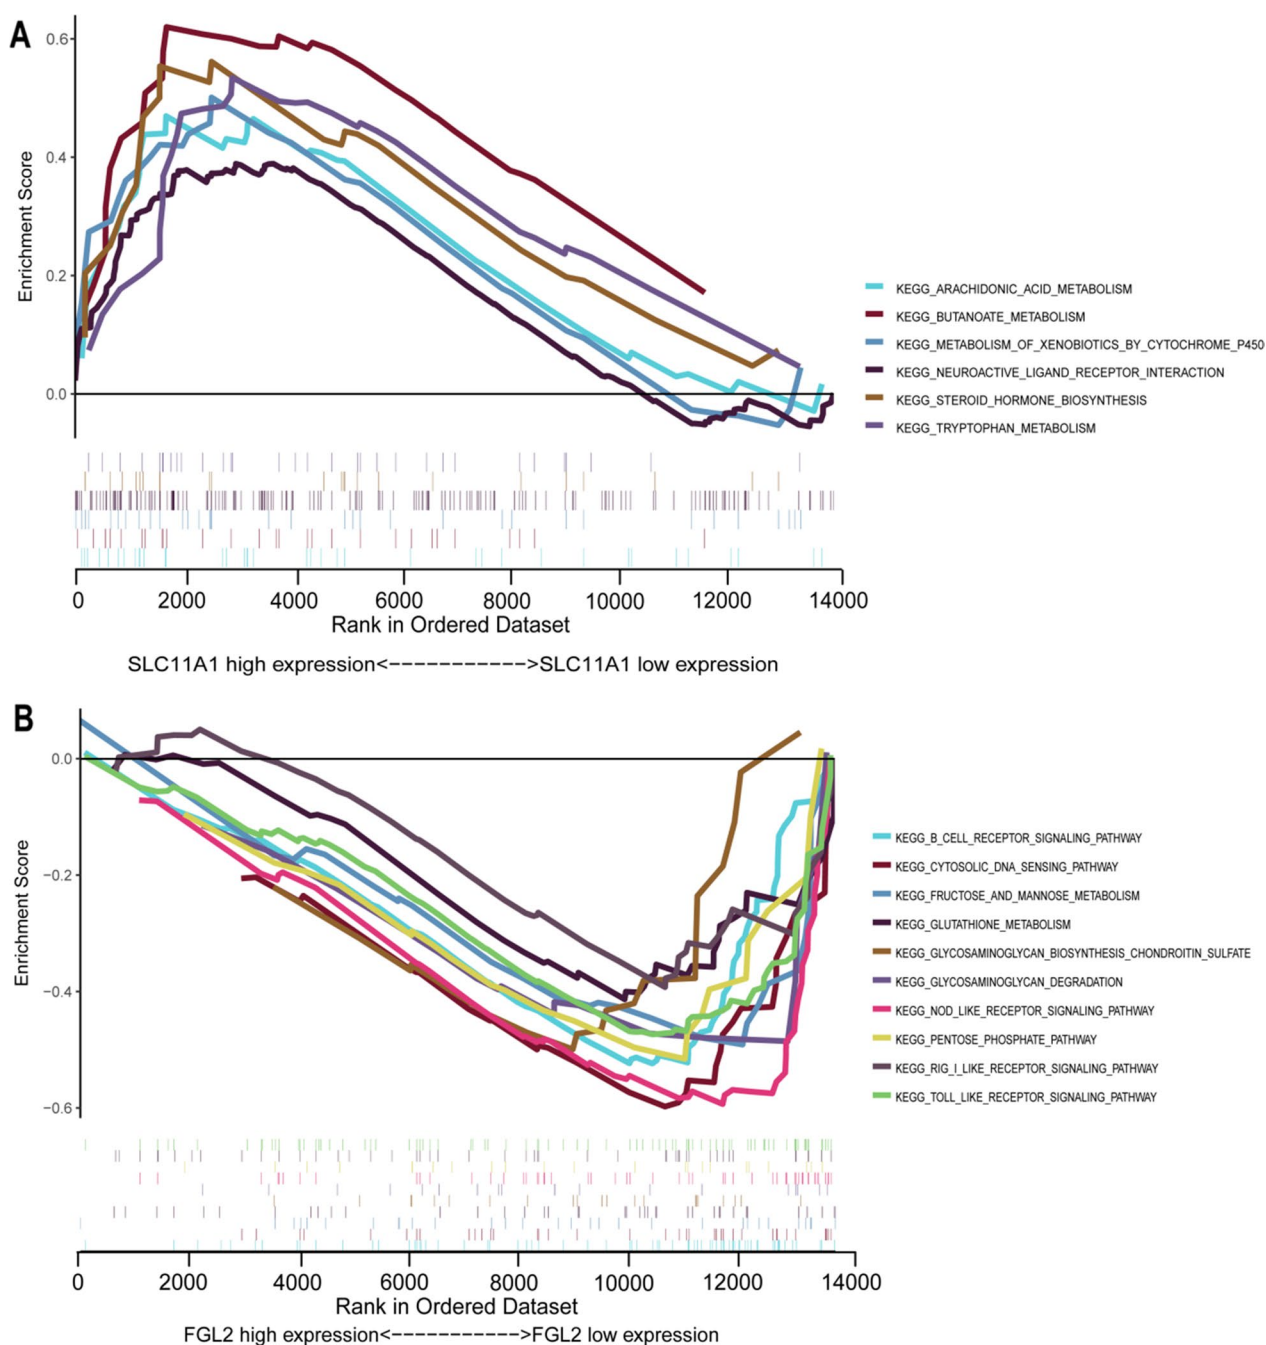 A
0.6
0.4
0.2
0.0
Enrichment Score
KEGG_ARACHIDONIC_ACID_METABOLISM
KEGG_BUTANOATE_METABOLISM
KEGG_METABOLISM_OF_XENOBIOTICS_BY_CYTOCHROME_P450
KEGG_NEUROACTIVE_LIGAND_RECEPTOR_INTERACTION
KEGG_STEROID_HORMONE_BIOSYNTHESIS
KEGG_TRYPTOPHAN_METABOLISM
0 2000 4000 6000 8000 10000 12000 14000
Rank in Ordered Dataset
SLC11A1 high expression<----------->SLC11A1 low expression
B
0.0
−0.2
−0.4
−0.6
Enrichment Score
KEGG_B_CELL_RECEPTOR_SIGNALING_PATHWAY
KEGG_CYTOSOLIC_DNA_SENSING_PATHWAY
KEGG_FRUCTOSE_AND_MANNOSE_METABOLISM
KEGG_GLUTATHIONE_METABOLISM
KEGG_GLYCOSAMINOGLYCAN_BIOSYNTHESIS_CHONDROITIN_SULFATE
KEGG_GLYCOSAMINOGLYCAN_DEGRADATION
KEGG_NOD_LIKE_RECEPTOR_SIGNALING_PATHWAY
KEGG_PENTOSE_PHOSPHATE_PATHWAY
KEGG_RIG_I_LIKE_RECEPTOR_SIGNALING_PATHWAY
KEGG_TOLL_LIKE_RECEPTOR_SIGNALING_PATHWAY
0 2000 4000 6000 8000 10000 12000 14000
Rank in Ordered Dataset
FGL2 high expression<----------->FGL2 low expression